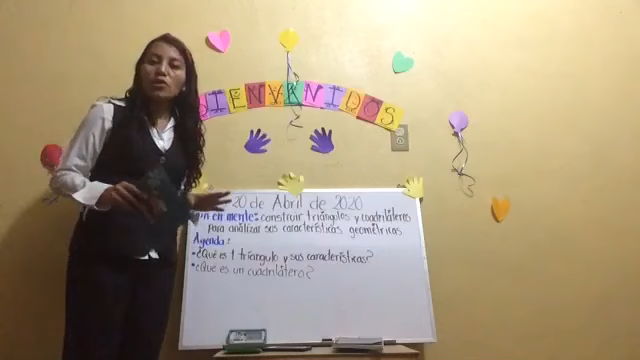 BIENVENIDOS
20 de Abril de 2020
en mente: construir triángulos y cuadriláteros
para analizar sus características geométricas.
Agenda:
• ¿Qué es 1 triángulo y sus características?
• ¿Qué es un cuadrilátero?